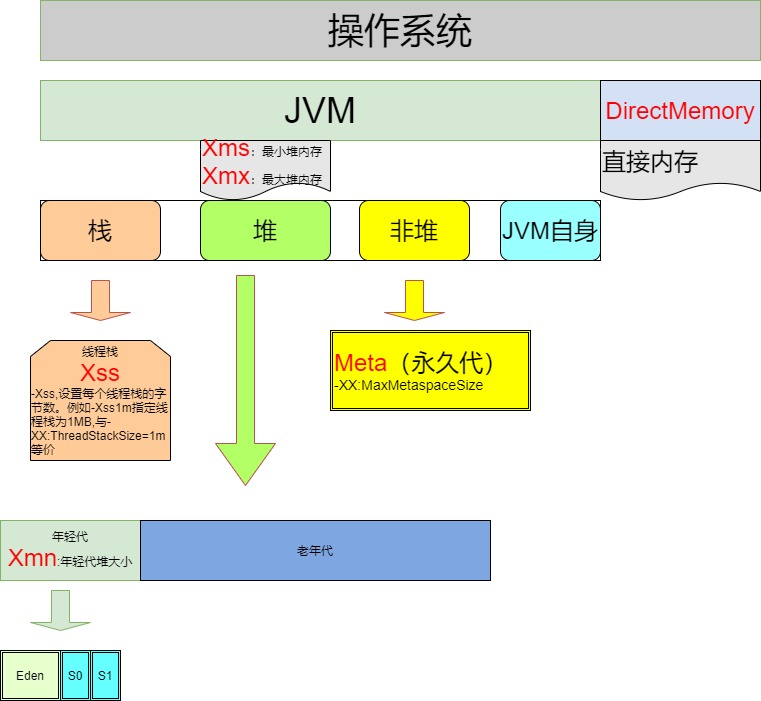 操作系统
JVM
DirectMemory
Xms：最小堆内存
Xmx：最大堆内存
直接内存
栈
堆
非堆
JVM自身
线程栈
Xss
-Xss,设置每个线程栈的字
节数。例如-Xss1m指定线
程栈为1MB,与-
XX:ThreadStackSize=1m
等价
Meta（永久代）
-XX:MaxMetaspaceSize
年轻代
Xmn:年轻代堆大小
老年代
Eden
S0
S1